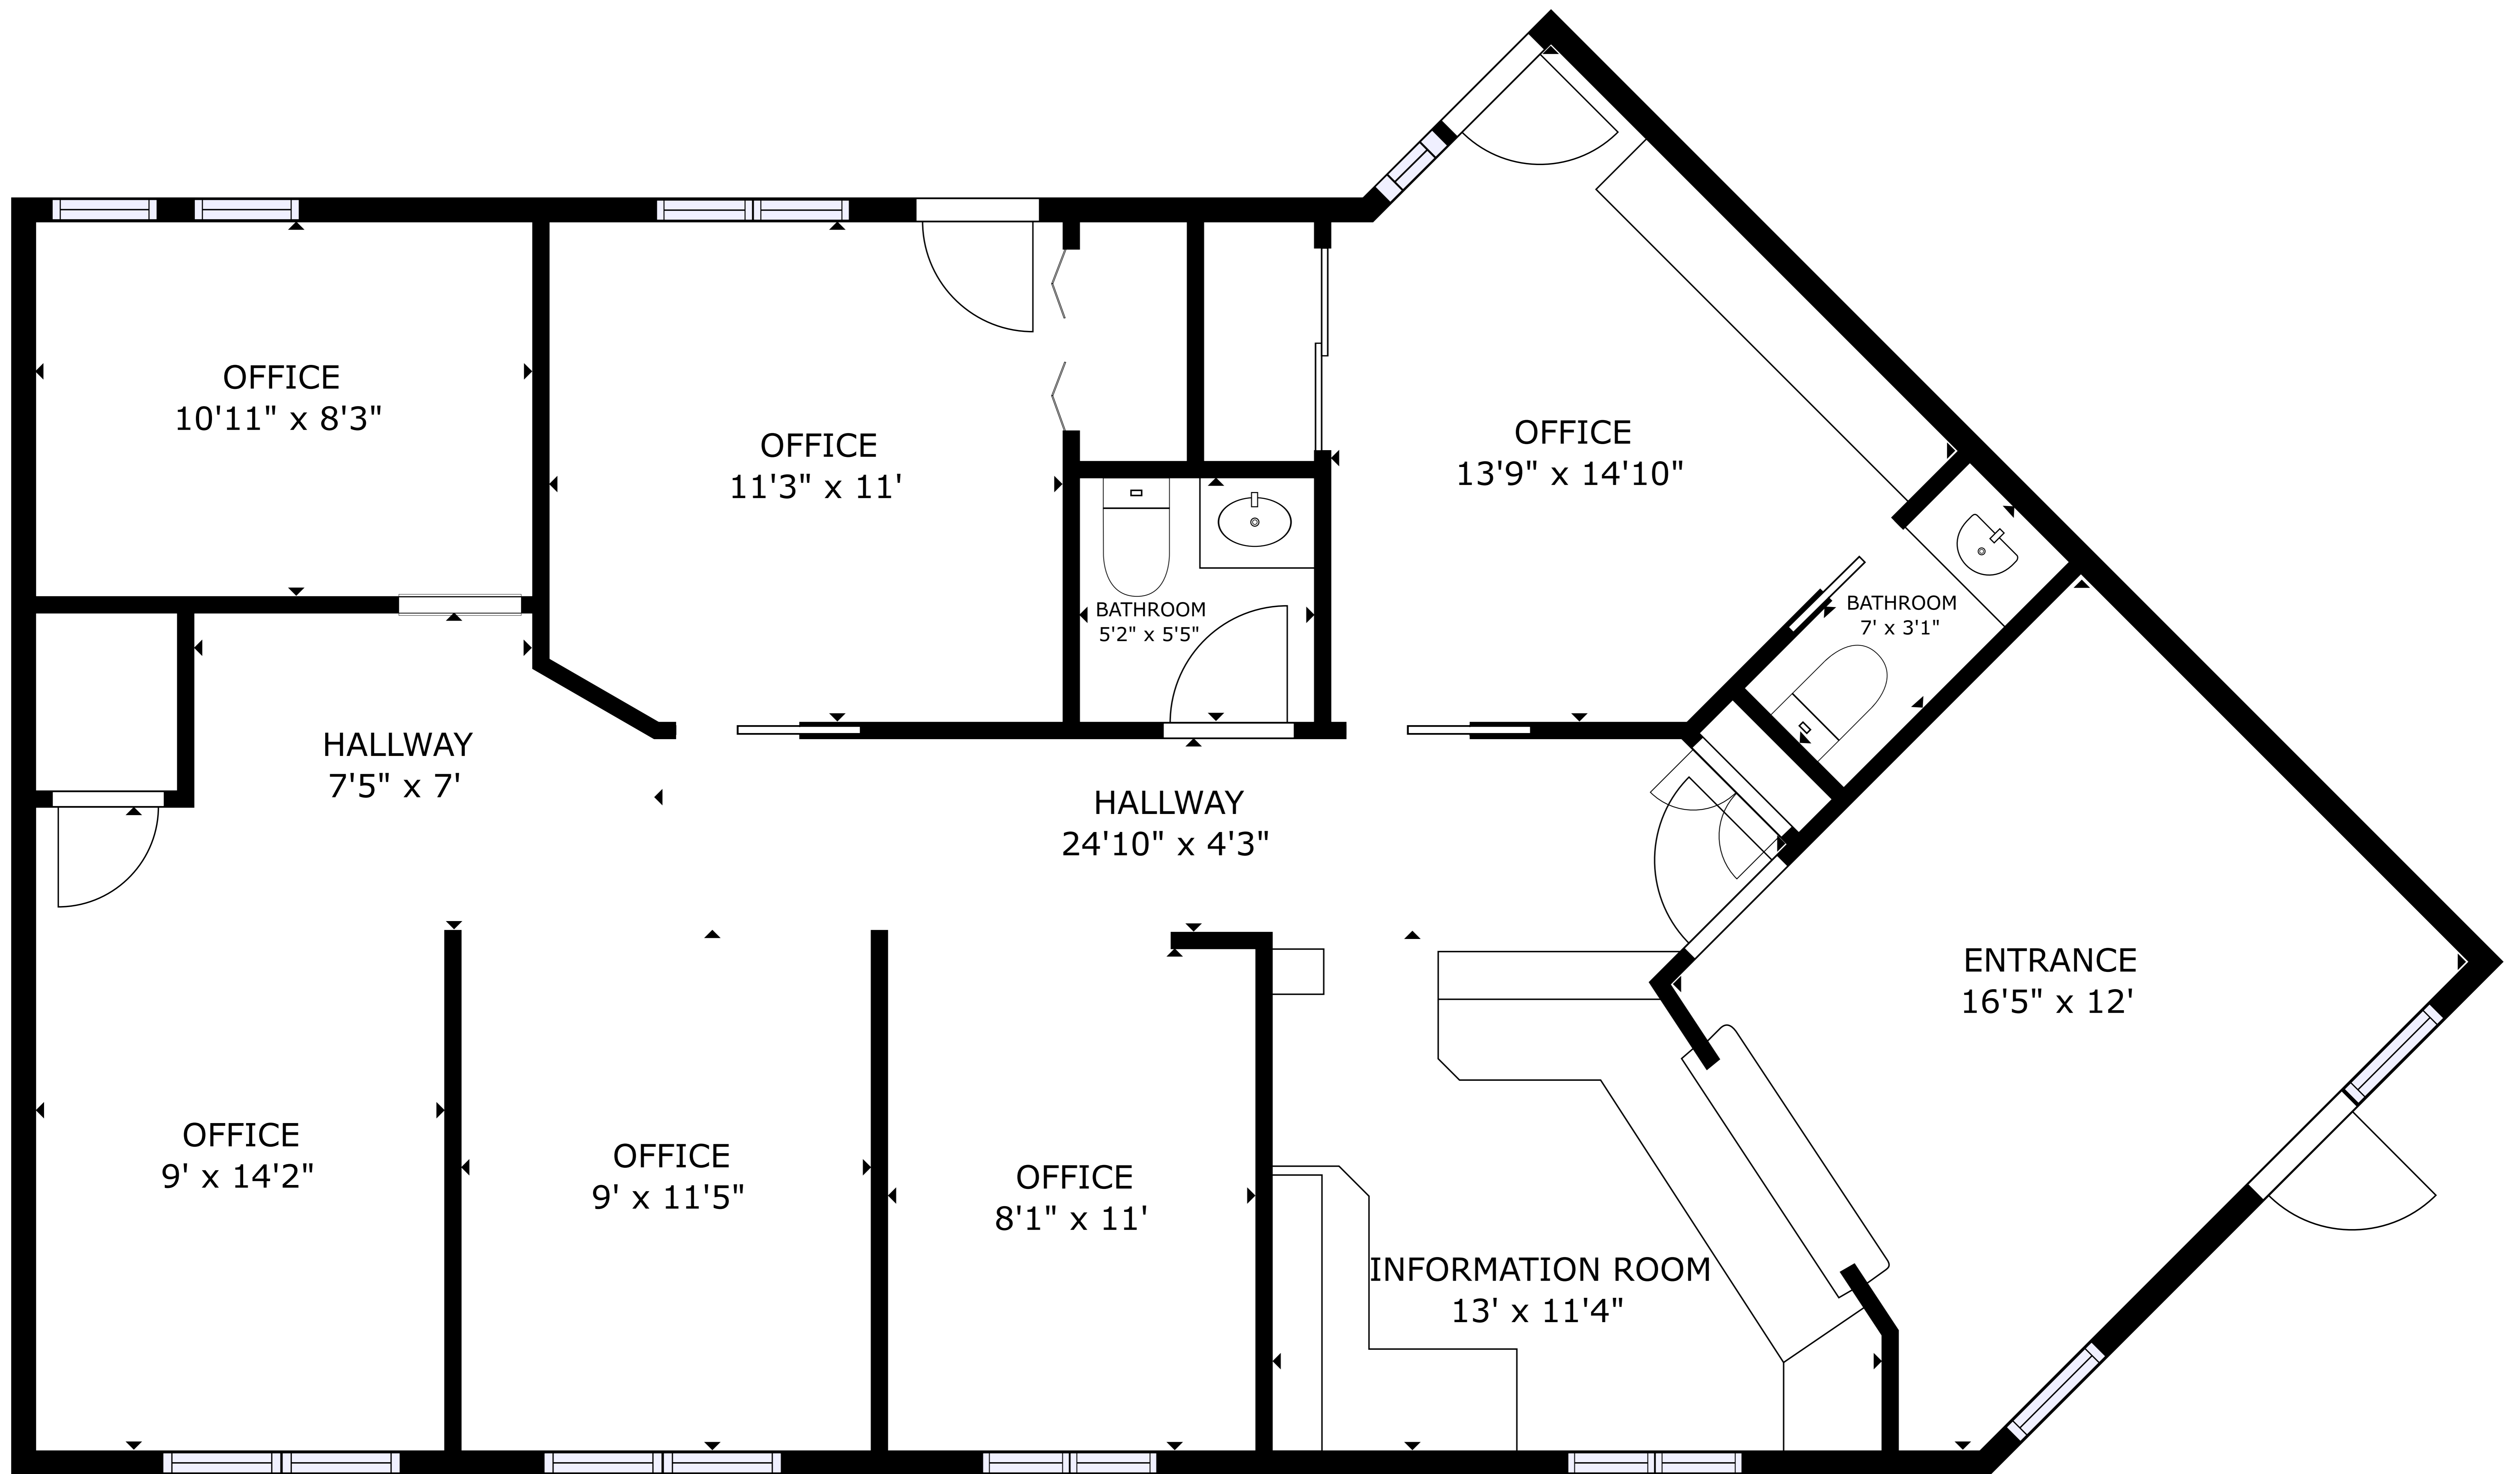 OFFICE
10'11" x 8'3"
OFFICE
11'3" x 11'
OFFICE
13'9" x 14'10"
BATHROOM
5'2" x 5'5"
BATHROOM
7' x 3'1"
HALLWAY
7'5" x 7'
HALLWAY
24'10" x 4'3"
ENTRANCE
16'5" x 12'
OFFICE
9' x 14'2"
OFFICE
9' x 11'5"
OFFICE
8'1" x 11'
INFORMATION ROOM
13' x 11'4"